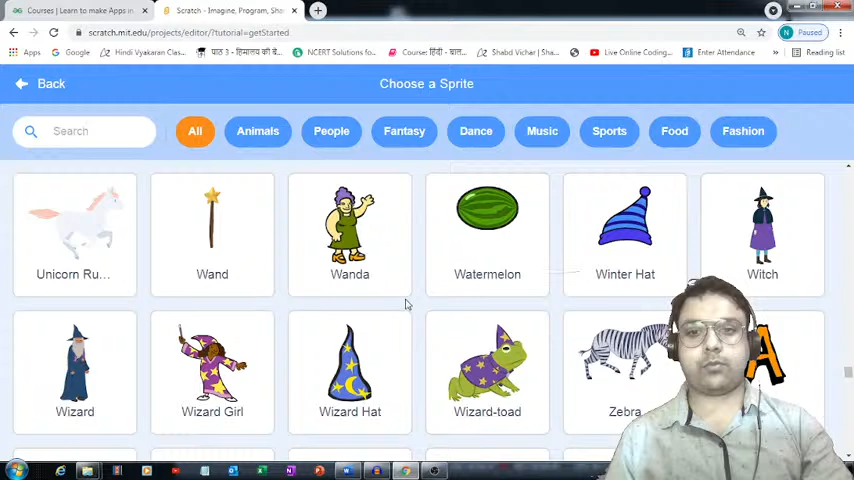 Courses | Learn to make Apps in
Scratch - Imagine, Program, Sha
scratch.mit.edu/projects/editor/?tutorial=getStarted
Paused
Apps
Google
Hindi Vyakaran Clas...
पाठ 3 - हिमालय की बे...
NCERT Solutions fo...
Course: हिंदी - बाल...
Shabd Vichar | Sha...
Live Online Coding...
Enter Attendance
Reading list
Back
Choose a Sprite
Search
All
Animals
People
Fantasy
Dance
Music
Sports
Food
Fashion
Unicorn Ru...
Wand
Wanda
Watermelon
Winter Hat
Witch
Wizard
Wizard Girl
Wizard Hat
Wizard-toad
Zebra